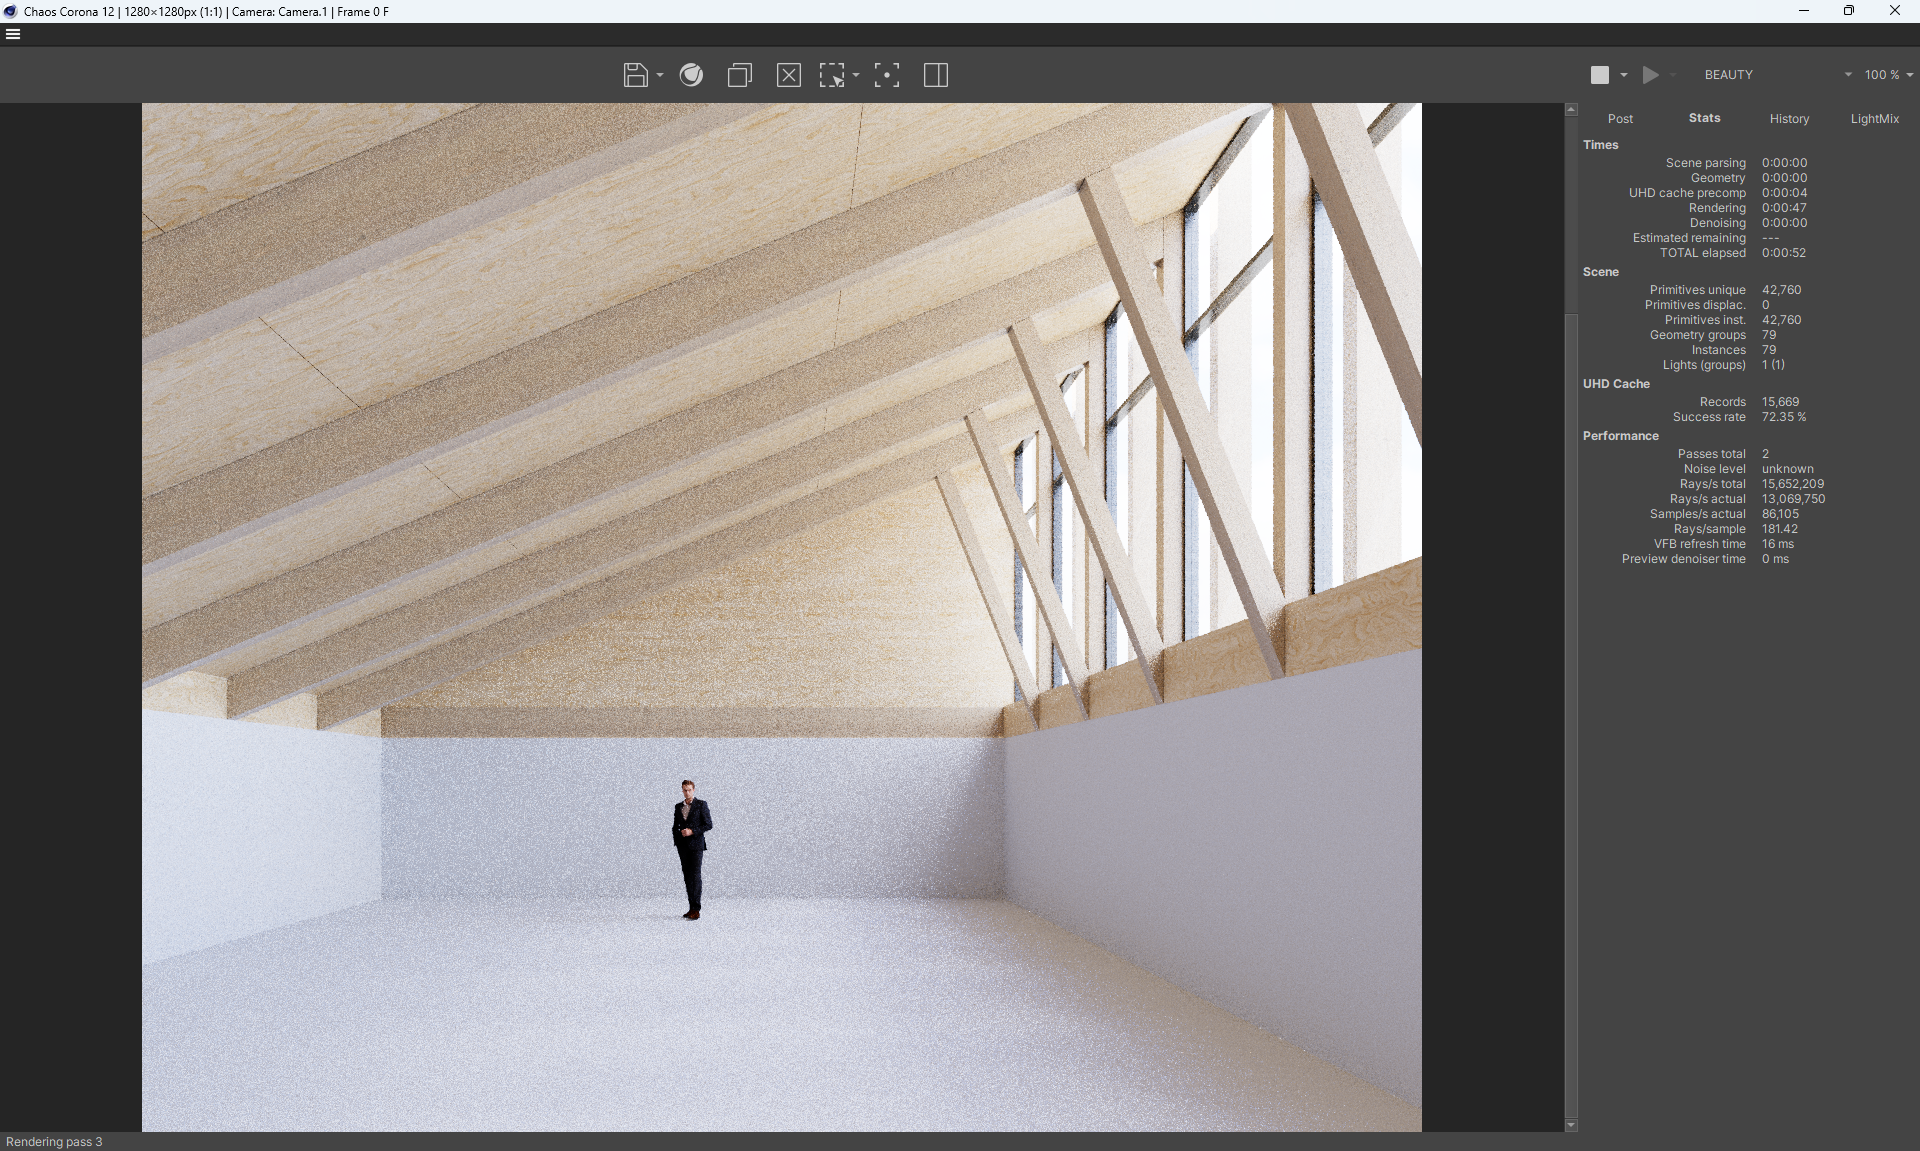 Chaos Corona 12 | 1280×1280px (1:1) | Camera: Camera.1 | Frame 0 F
BEAUTY
100 %
Post
Stats
History
LightMix
Times
Scene parsing 0:00:00
Geometry 0:00:00
UHD cache precomp 0:00:04
Rendering 0:00:47
Denoising 0:00:00
Estimated remaining ---
TOTAL elapsed 0:00:52
Scene
Primitives unique 42,760
Primitives displac. 0
Primitives inst. 42,760
Geometry groups 79
Instances 79
Lights (groups) 1 (1)
UHD Cache
Records 15,669
Success rate 72.35 %
Performance
Passes total 2
Noise level unknown
Rays/s total 15,652,209
Rays/s actual 13,069,750
Samples/s actual 86,105
Rays/sample 181.42
VFB refresh time 16 ms
Preview denoiser time 0 ms
Rendering pass 3